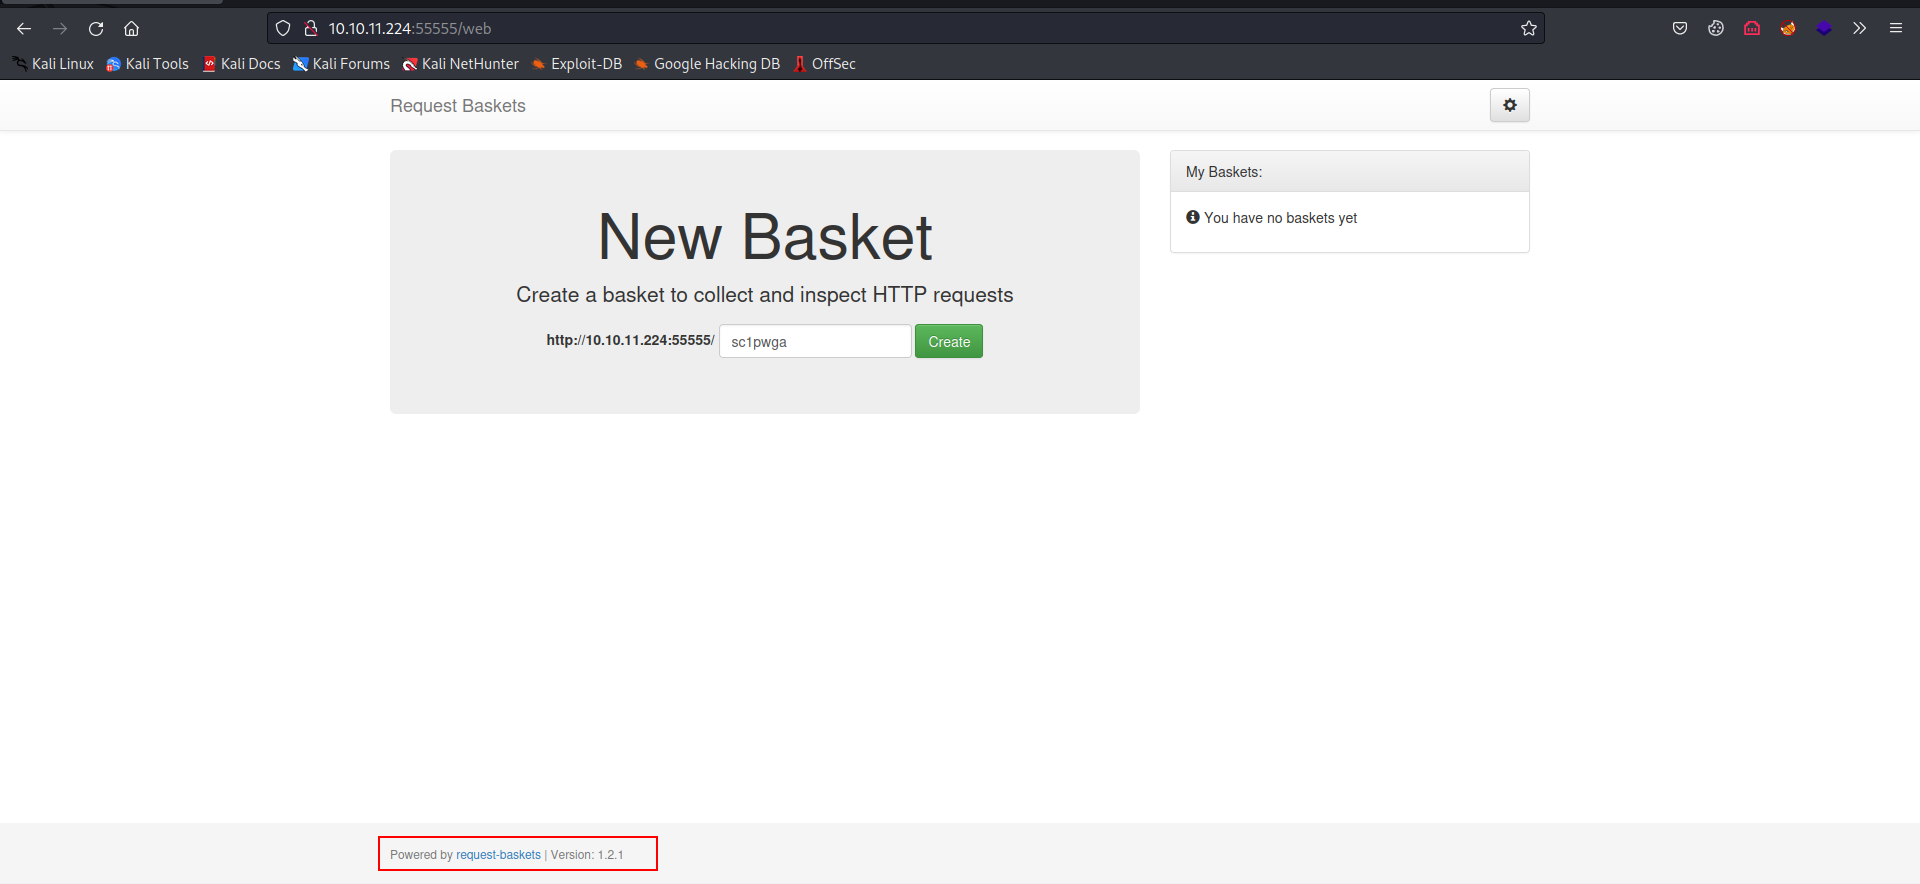 10.10.11.224:55555/web
Kali Linux Kali Tools Kali Docs Kali Forums Kali NetHunter Exploit-DB Google Hacking DB OffSec
Request Baskets
New Basket
Create a basket to collect and inspect HTTP requests
http://10.10.11.224:55555/ sc1pwga Create
My Baskets:
You have no baskets yet
Powered by request-baskets | Version: 1.2.1